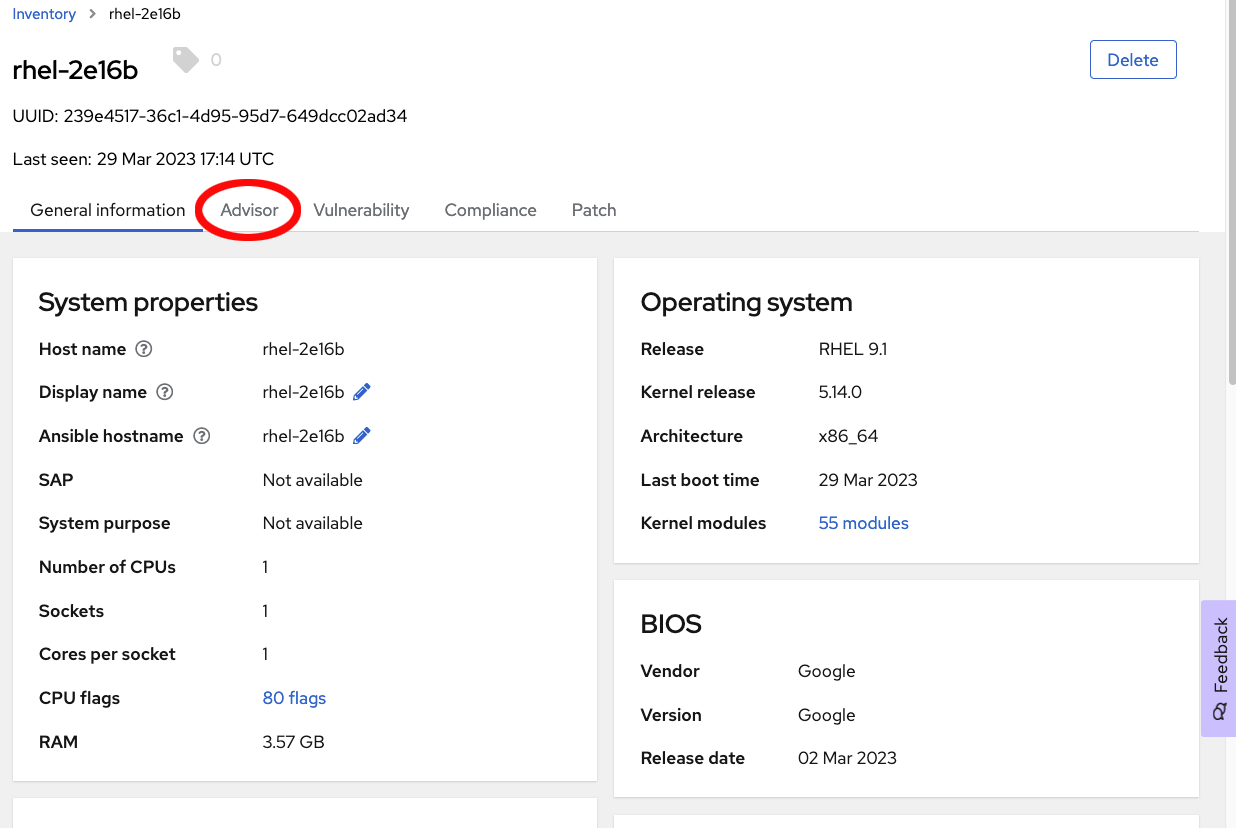 Inventory > rhel-2e16b
rhel-2e16b 0
Delete
UUID: 239e4517-36c1-4d95-95d7-649dcc02ad34
Last seen: 29 Mar 2023 17:14 UTC
General information Advisor Vulnerability Compliance Patch
System properties
Host name ? rhel-2e16b
Display name ? rhel-2e16b
Ansible hostname ? rhel-2e16b
SAP Not available
System purpose Not available
Number of CPUs 1
Sockets 1
Cores per socket 1
CPU flags 80 flags
RAM 3.57 GB
Operating system
Release RHEL 9.1
Kernel release 5.14.0
Architecture x86_64
Last boot time 29 Mar 2023
Kernel modules 55 modules
BIOS
Vendor Google
Version Google
Release date 02 Mar 2023
Feedback